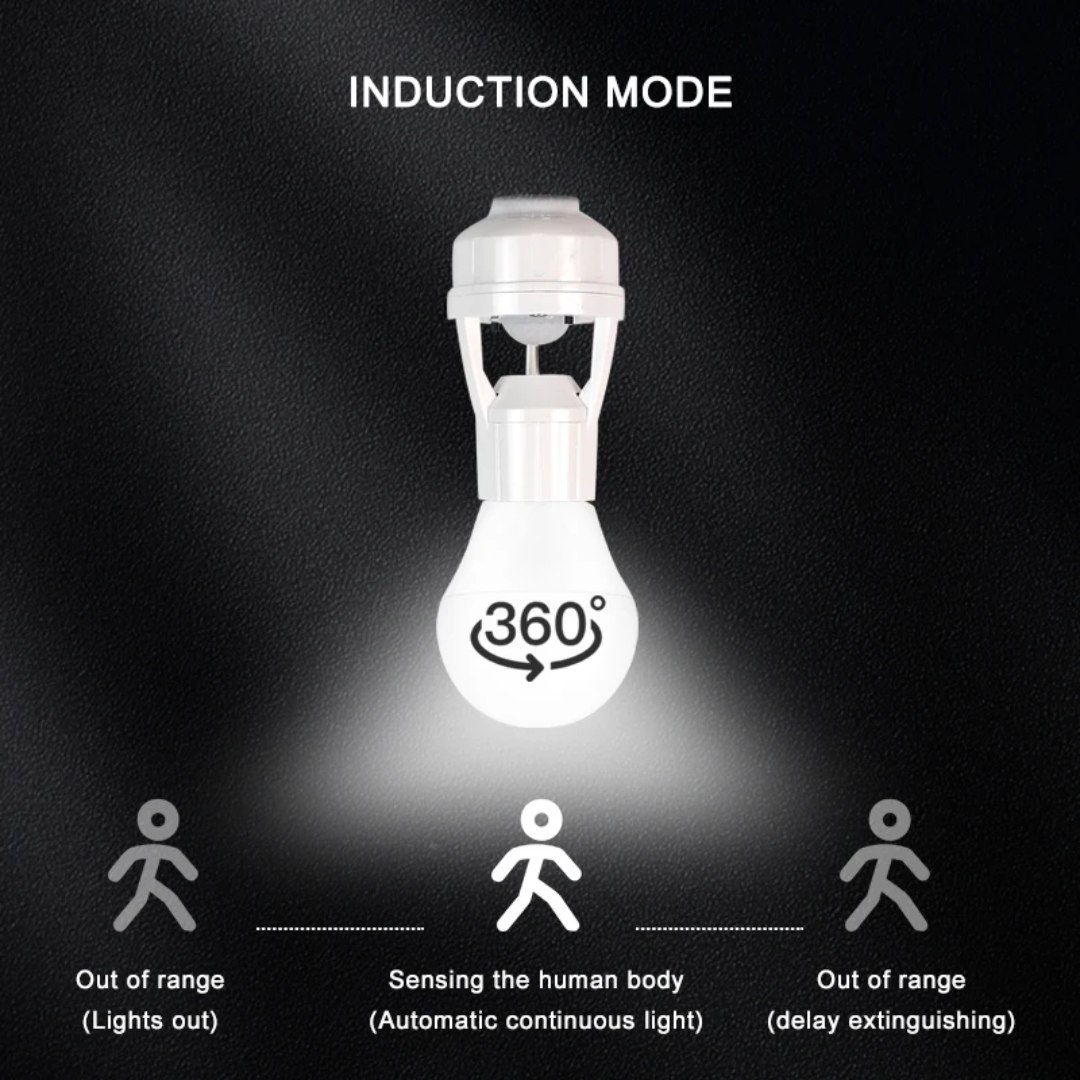 INDUCTION MODE
360°
Out of range
(Lights out)
Sensing the human body
(Automatic continuous light)
Out of range
(delay extinguishing)